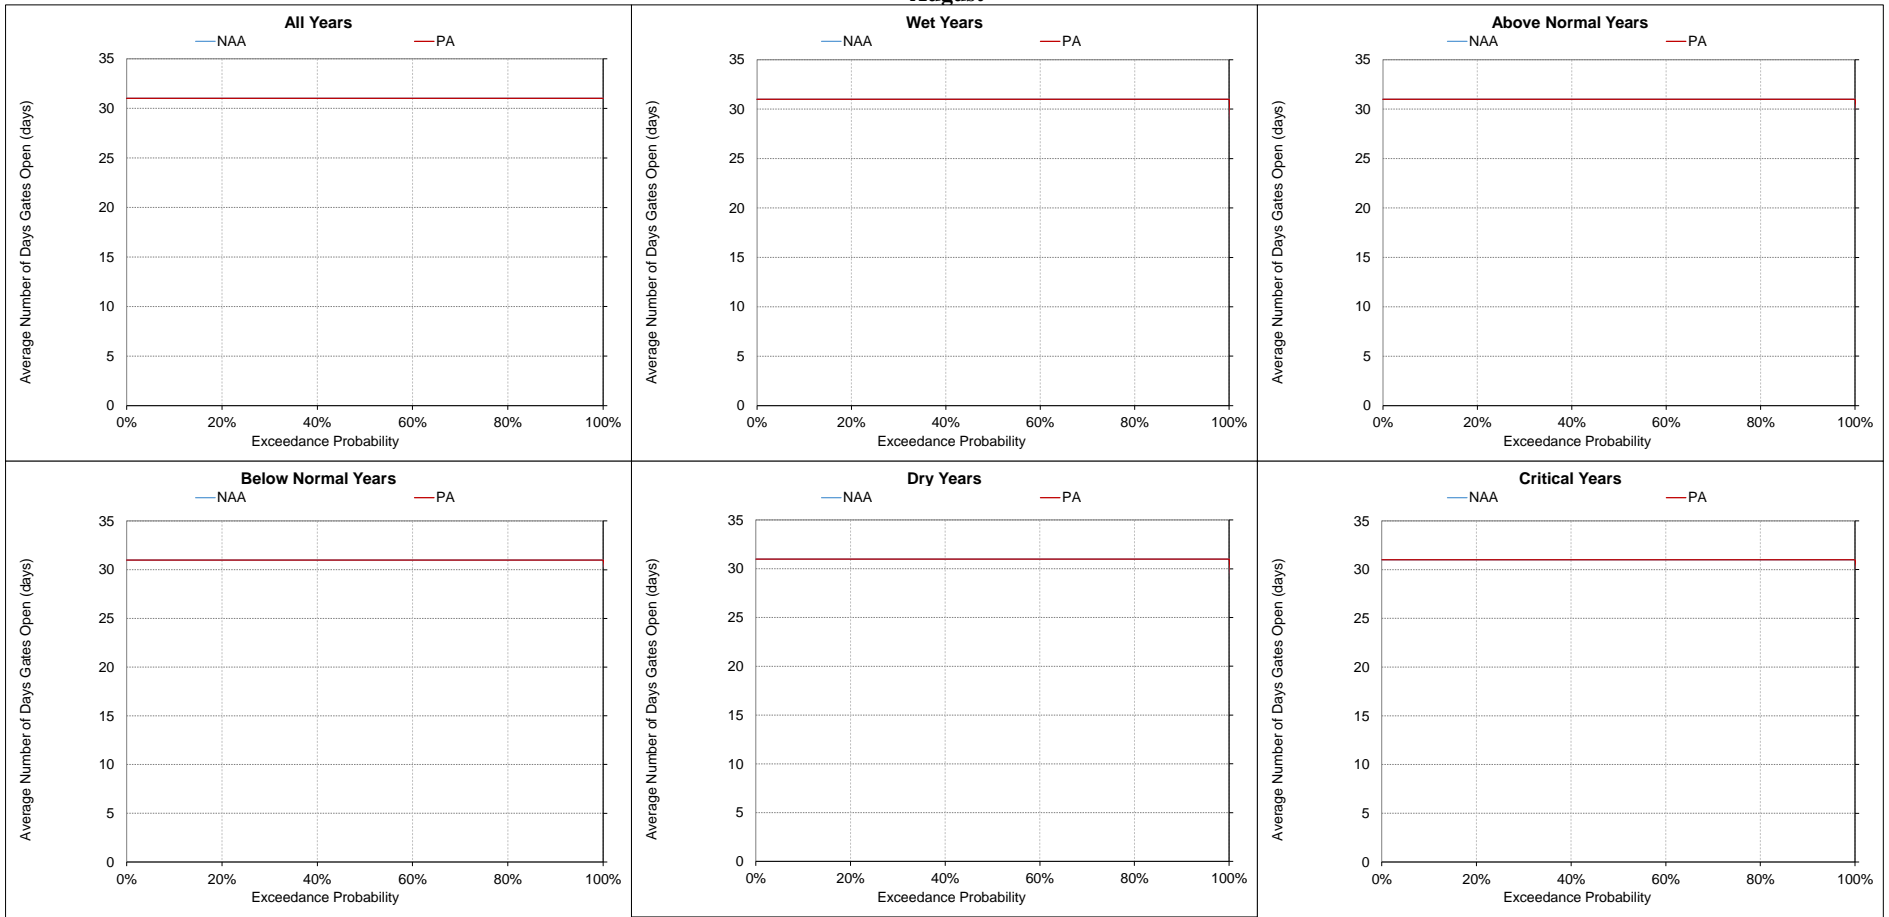 August
All Years
NAA PA
Average Number of Days Gates Open (days)
35
30
25
20
15
10
5
0
0% 20% 40% 60% 80% 100%
Exceedance Probability
Wet Years
NAA PA
Average Number of Days Gates Open (days)
35
30
25
20
15
10
5
0
0% 20% 40% 60% 80% 100%
Exceedance Probability
Above Normal Years
NAA PA
Average Number of Days Gates Open (days)
35
30
25
20
15
10
5
0
0% 20% 40% 60% 80% 100%
Exceedance Probability
Below Normal Years
NAA PA
Average Number of Days Gates Open (days)
35
30
25
20
15
10
5
0
0% 20% 40% 60% 80% 100%
Exceedance Probability
Dry Years
NAA PA
Average Number of Days Gates Open (days)
35
30
25
20
15
10
5
0
0% 20% 40% 60% 80% 100%
Exceedance Probability
Critical Years
NAA PA
Average Number of Days Gates Open (days)
35
30
25
20
15
10
5
0
0% 20% 40% 60% 80% 100%
Exceedance Probability